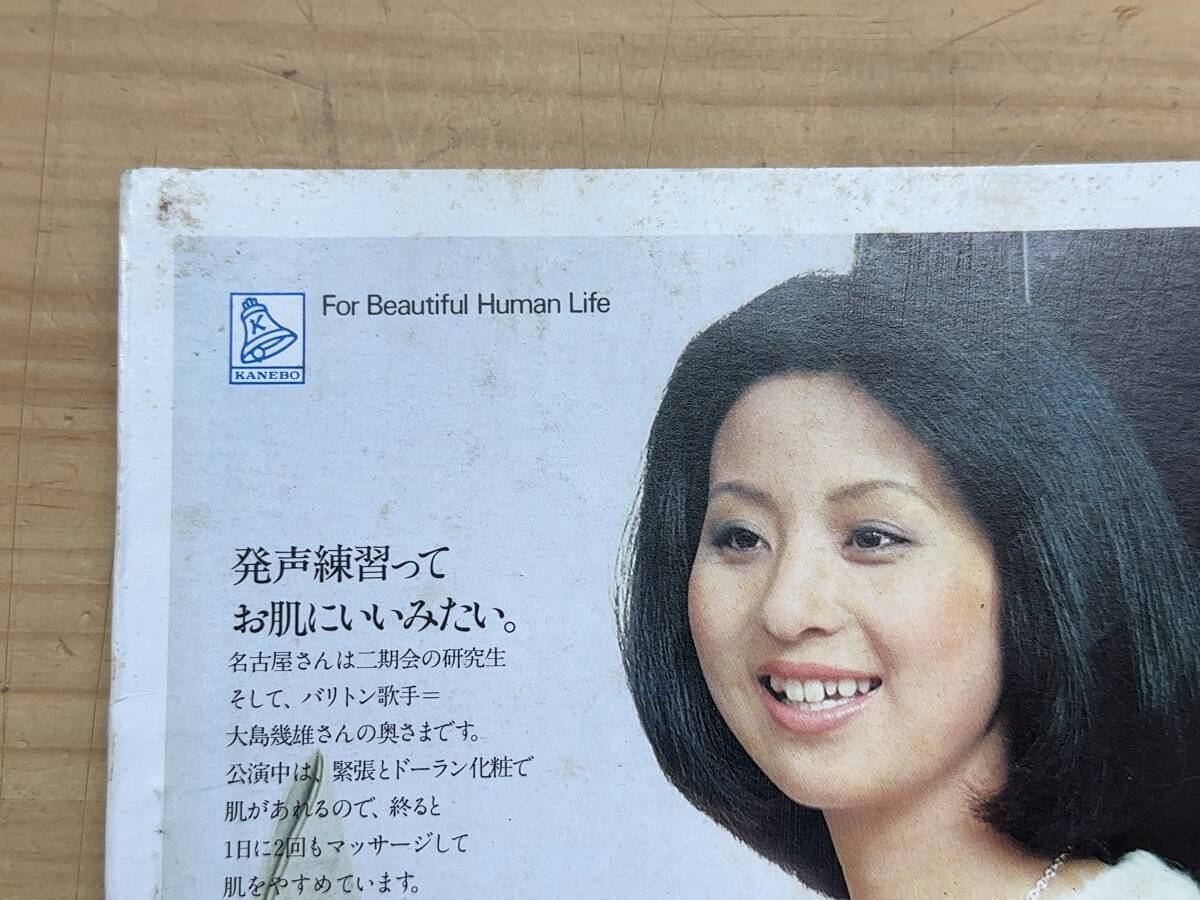 For Beautiful Human Life
K
KANEBO
発声練習って
お肌にいいみたい。
名古屋さんは二期会の研究生
そして、バリトン歌手＝
大島幾雄さんの奥さまです。
公演中は、緊張とドーラン化粧で
肌があれるので、終ると
1日に2回もマッサージして
肌をやすめています。